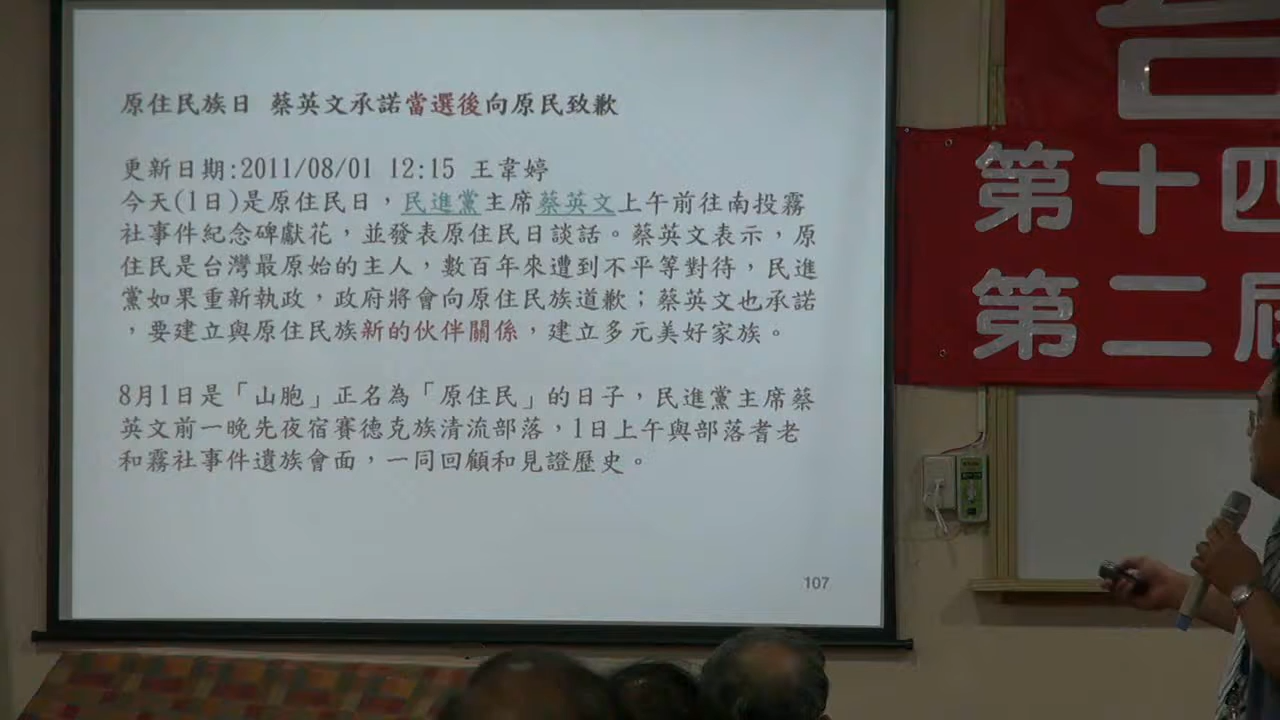 原住民族日 蔡英文承諾當選後向原民致歉
更新日期:2011/08/01 12:15 王韋婷
今天(1日)是原住民日，民進黨主席蔡英文上午前往南投霧
社事件紀念碑獻花，並發表原住民日談話。蔡英文表示，原
住民是台灣最原始的主人，數百年來遭到不平等對待，民進
黨如果重新執政，政府將會向原住民族道歉；蔡英文也承諾
，要建立與原住民族新的伙伴關係，建立多元美好家族。
8月1日是「山胞」正名為「原住民」的日子，民進黨主席蔡
英文前一晚先夜宿賽德克族清流部落，1日上午與部落耆老
和霧社事件遺族會面，一同回顧和見證歷史。
107
第十四
第二屆